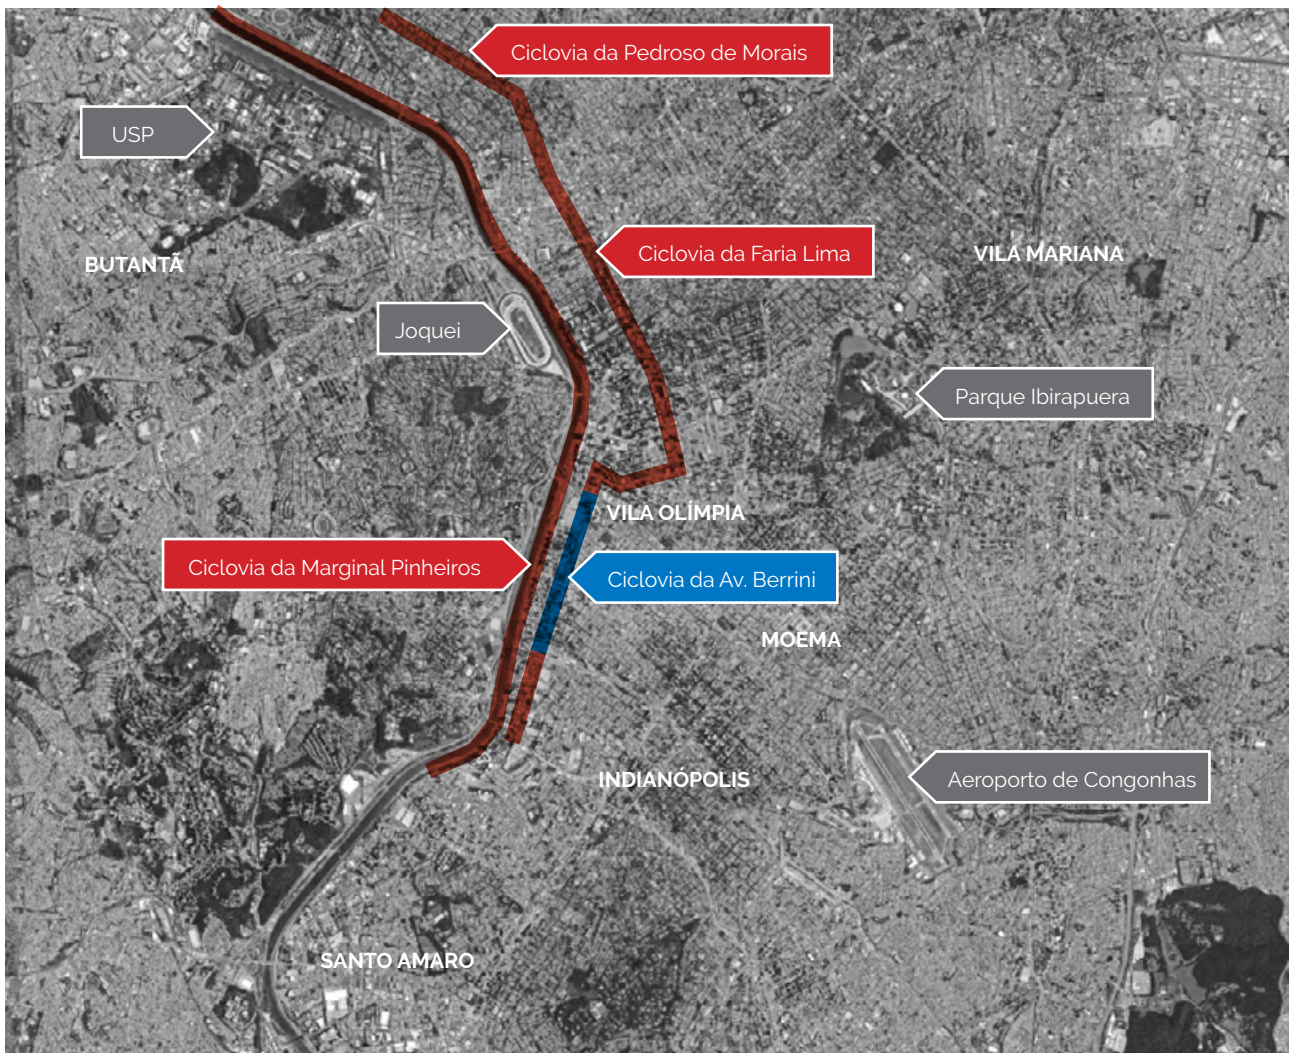 Ciclovia da Pedroso de Morais
USP
Ciclovia da Faria Lima
VILA MARIANA
BUTANTÃ
Joquei
Parque Ibirapuera
VILA OLÍMPIA
Ciclovia da Marginal Pinheiros
Ciclovia da Av. Berrini
MOEMA
INDIANÓPOLIS
Aeroporto de Congonhas
SANTO AMARO